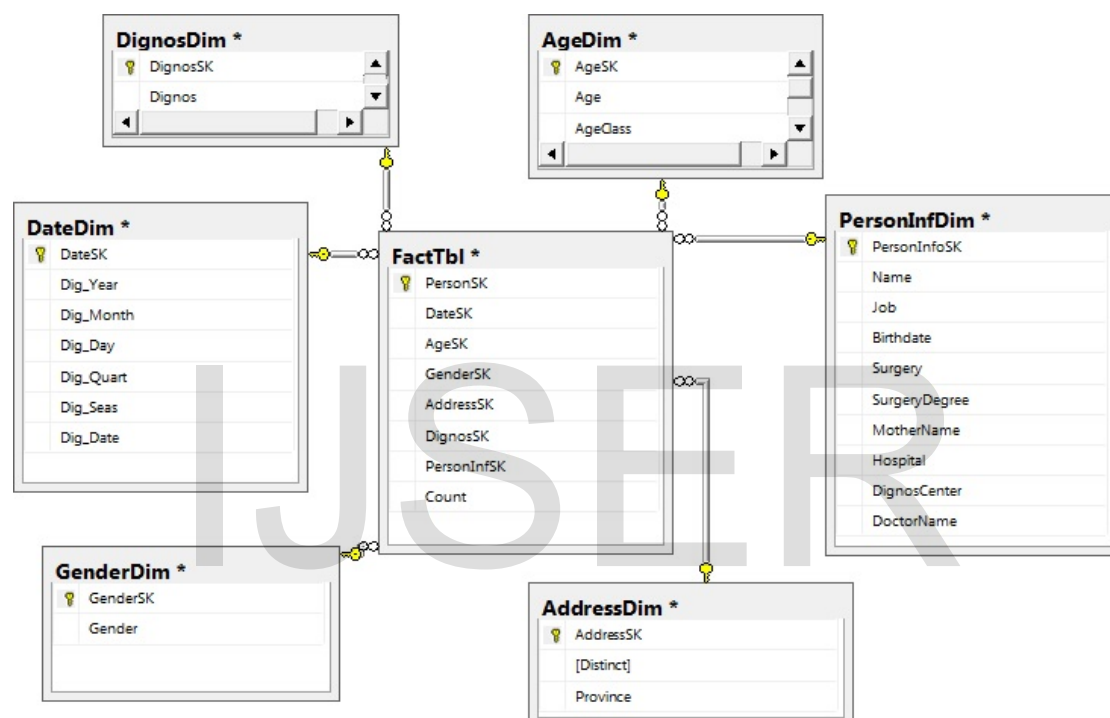 DignosDim *
DignosSK
Dignos
AgeDim *
AgeSK
Age
AgeClass
DateDim *
DateSK
Dig_Year
Dig_Month
Dig_Day
Dig_Quart
Dig_Seas
Dig_Date
FactTbl *
PersonSK
DateSK
AgeSK
GenderSK
AddressSK
DignosSK
PersonInfSK
Count
PersonInfDim *
PersonInfoSK
Name
Job
Birthdate
Surgery
SurgeryDegree
MotherName
Hospital
DignosCenter
DoctorName
GenderDim *
GenderSK
Gender
AddressDim *
AddressSK
[Distinct]
Province
IJSER